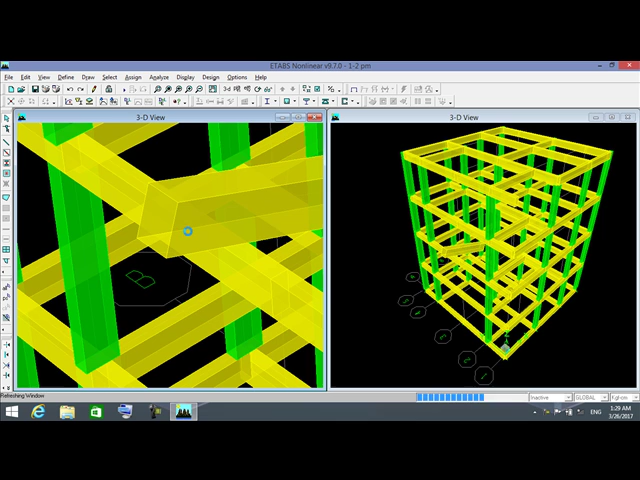 ETABS Nonlinear v9.7.0 - 1-2 pm
File Edit View Define Draw Select Assign Analyze Display Design Options Help
3-d
3-D View
3-D View
B
Refreshing Window
Inactive
GLOBAL
Kgf-cm
ENG
1:29 AM
3/26/2017